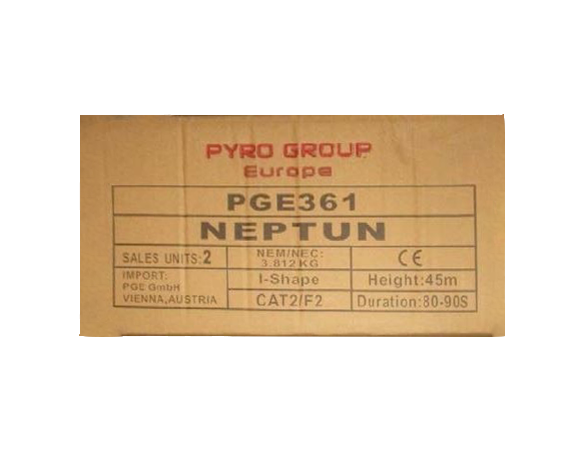 PYRO GROUP
Europe
PGE361
NEPTUN
SALES UNITS: 2
NEM/NEC:
3.812KG
CE
IMPORT:
PGE GmbH
VIENNA,AUSTRIA
I-Shape
Height:45m
CAT2/F2
Duration:80-90S